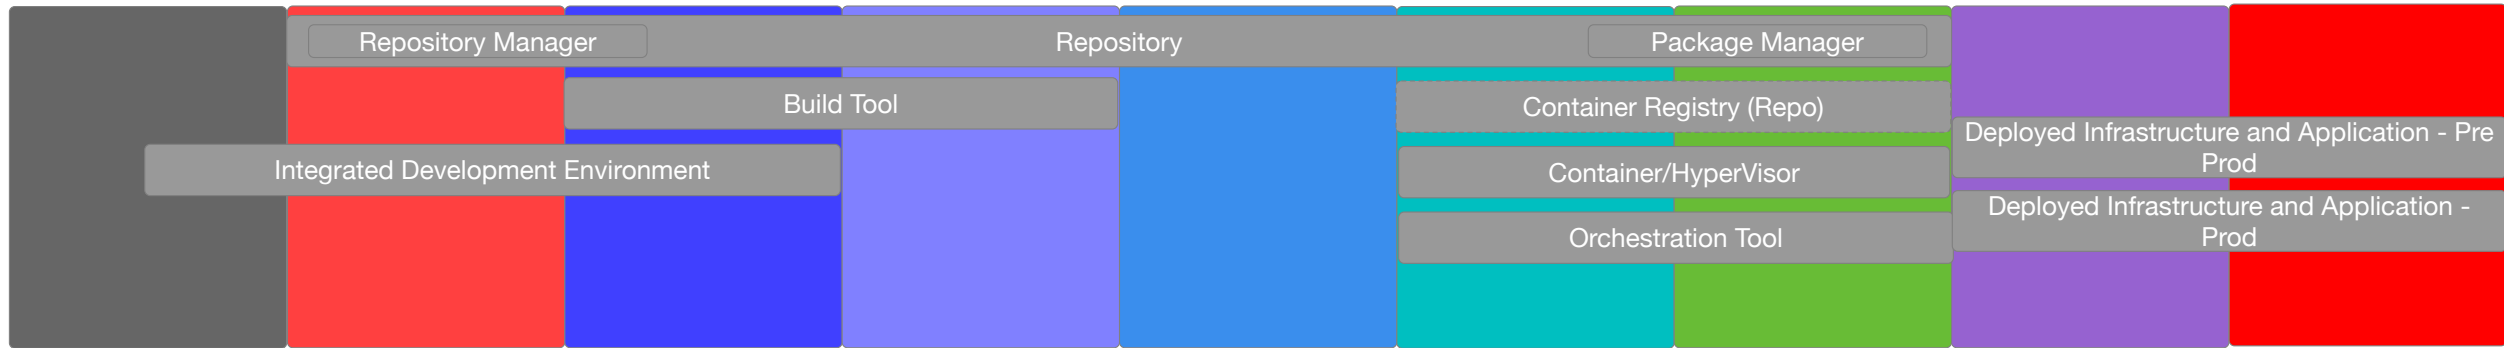 Repository Manager
Repository
Package Manager
Build Tool
Container Registry (Repo)
Deployed Infrastructure and Application - Pre
Prod
Integrated Development Environment
Container/HyperVisor
Deployed Infrastructure and Application -
Prod
Orchestration Tool